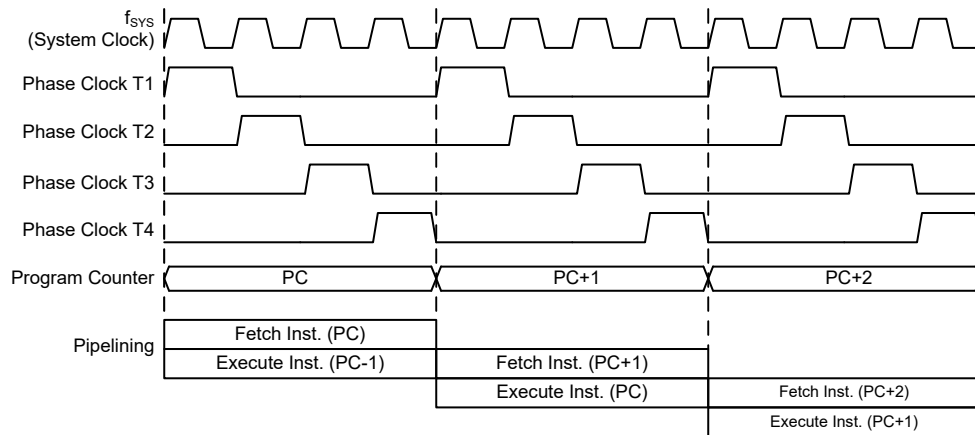 fSYS
(System Clock)
Phase Clock T1
Phase Clock T2
Phase Clock T3
Phase Clock T4
Program Counter PC PC+1 PC+2
Pipelining
Fetch Inst. (PC)
Execute Inst. (PC-1) Fetch Inst. (PC+1)
Execute Inst. (PC) Fetch Inst. (PC+2)
Execute Inst. (PC+1)